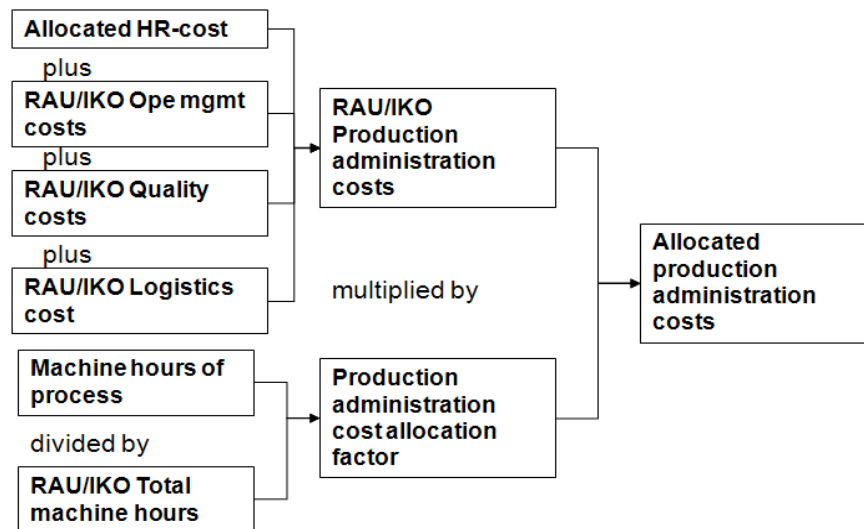 Allocated HR-cost
plus
RAU/IKO Ope mgmt
costs
plus
RAU/IKO Quality
costs
plus
RAU/IKO Logistics
cost
Machine hours of
process
divided by
RAU/IKO Total
machine hours
RAU/IKO
Production
administration
costs
multiplied by
Production
administration
cost allocation
factor
Allocated
production
administration
costs